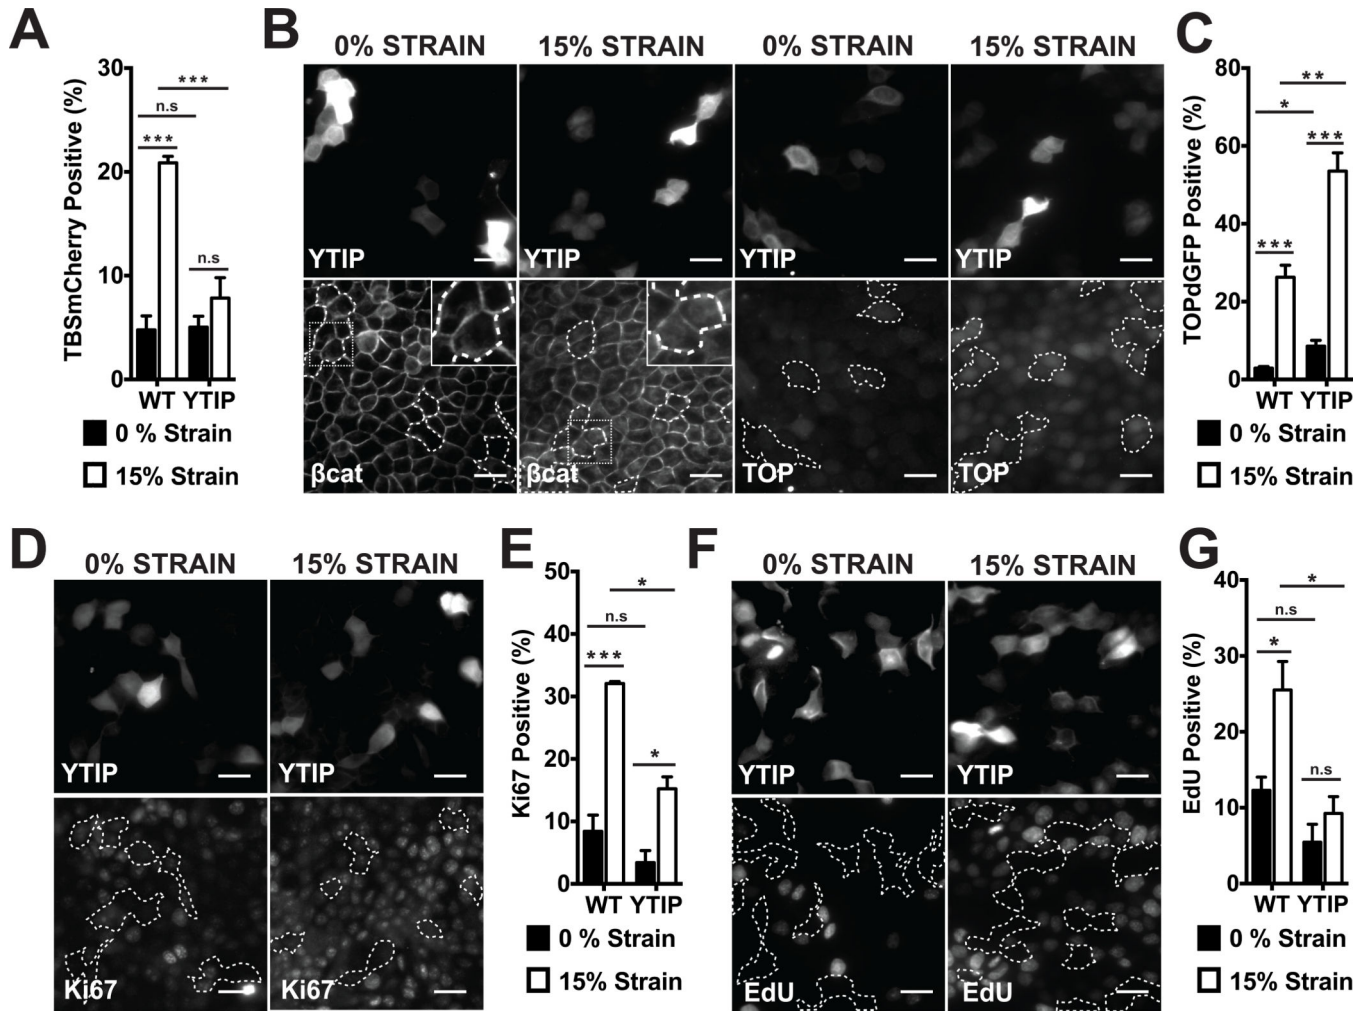 A
TBSmCherry Positive (%)
30
20
10
0
***
n.s
***
n.s
WT YTIP
0 % Strain
15% Strain
B
0% STRAIN 15% STRAIN 0% STRAIN 15% STRAIN
YTIP YTIP YTIP YTIP
βcat βcat TOP TOP
C
TOPdGFP Positive (%)
80
60
40
20
0
**
*
***
***
WT YTIP
0 % Strain
15% Strain
D
0% STRAIN 15% STRAIN
YTIP YTIP
Ki67 Ki67
E
Ki67 Positive (%)
50
40
30
20
10
0
*
n.s
***
*
WT YTIP
0 % Strain
15% Strain
F
0% STRAIN 15% STRAIN
YTIP YTIP
EdU EdU
G
EdU Positive (%)
40
30
20
10
0
*
n.s
*
n.s
WT YTIP
0 % Strain
15% Strain